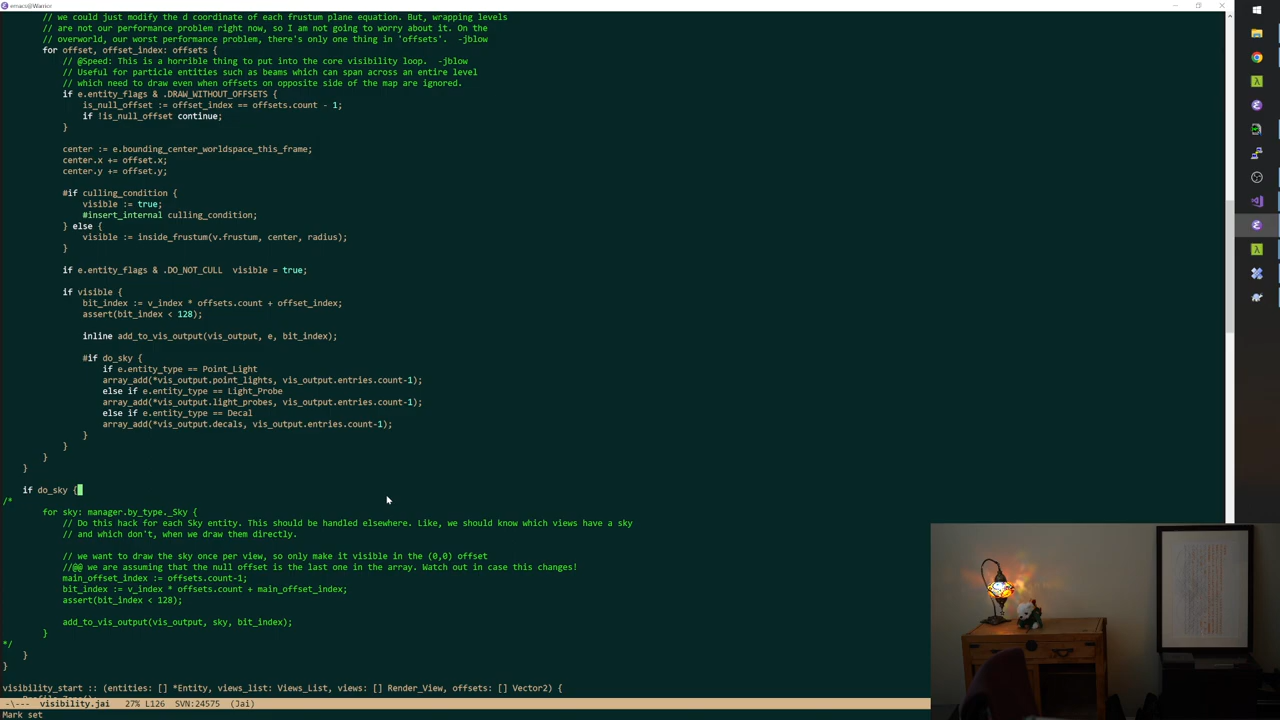 emacs@Warrior
// we could just modify the d coordinate of each frustum plane equation. But, wrapping levels
// are not our performance problem right now, so I am not going to worry about it. On the
// overworld, our worst performance problem, there's only one thing in 'offsets'.  -jblow
for offset, offset_index: offsets {
// @Speed: This is a horrible thing to put into the core visibility loop.  -jblow
// Useful for particle entities such as beams which can span across an entire level
// which need to draw even when offsets on opposite side of the map are ignored.
if e.entity_flags & .DRAW_WITHOUT_OFFSETS {
is_null_offset := offset_index == offsets.count - 1;
if !is_null_offset continue;
}
center := e.bounding_center_worldspace_this_frame;
center.x += offset.x;
center.y += offset.y;
#if culling_condition {
visible := true;
#insert_internal culling_condition;
} else {
visible := inside_frustum(v.frustum, center, radius);
}
if e.entity_flags & .DO_NOT_CULL  visible = true;
if visible {
bit_index := v_index * offsets.count + offset_index;
assert(bit_index < 128);
inline add_to_vis_output(vis_output, e, bit_index);
#if do_sky {
if e.entity_type == Point_Light
array_add(*vis_output.point_lights, vis_output.entries.count-1);
else if e.entity_type == Light_Probe
array_add(*vis_output.light_probes, vis_output.entries.count-1);
else if e.entity_type == Decal
array_add(*vis_output.decals, vis_output.entries.count-1);
}
}
}
}
if do_sky {
/*
for sky: manager.by_type._Sky {
// Do this hack for each Sky entity. This should be handled elsewhere. Like, we should know which views have a sky
// and which don't, when we draw them directly.
// we want to draw the sky once per view, so only make it visible in the (0,0) offset
//@@ we are assuming that the null offset is the last one in the array. Watch out in case this changes!
main_offset_index := offsets.count-1;
bit_index := v_index * offsets.count + main_offset_index;
assert(bit_index < 128);
add_to_vis_output(vis_output, sky, bit_index);
}
*/
}
}
visibility_start :: (entities: [] *Entity, views_list: Views_List, views: [] Render_View, offsets: [] Vector2) {
-\---  visibility.jai   27% L126  SVN:24575  (Jai)
Mark set